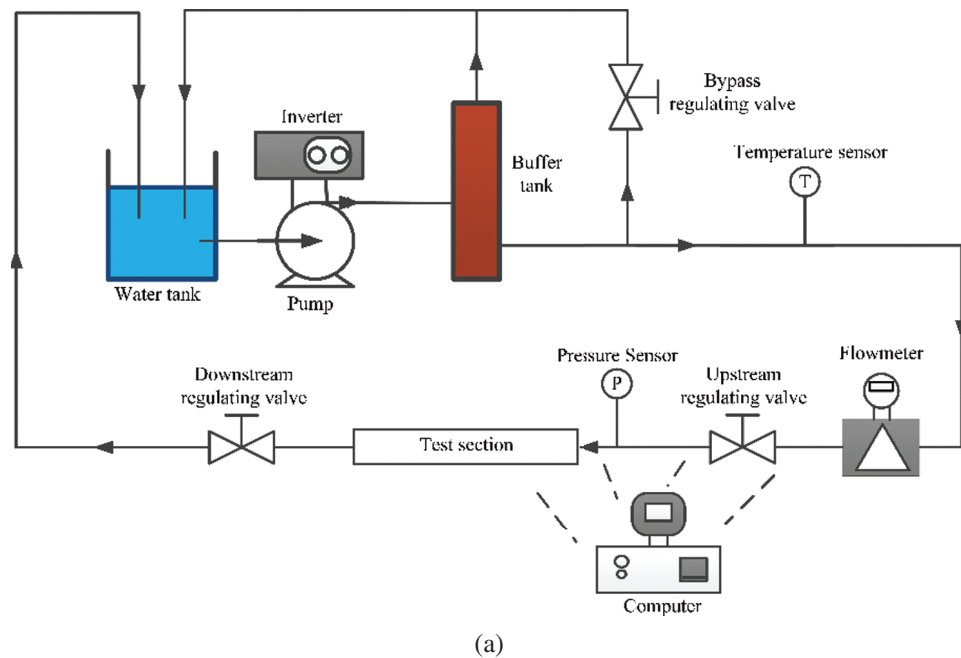 Bypass
regulating valve
Inverter
Buffer
tank
Temperature sensor
T
Water tank
Pump
Pressure Sensor
P
Flowmeter
Downstream
regulating valve
Upstream
regulating valve
Test section
Computer
(a)